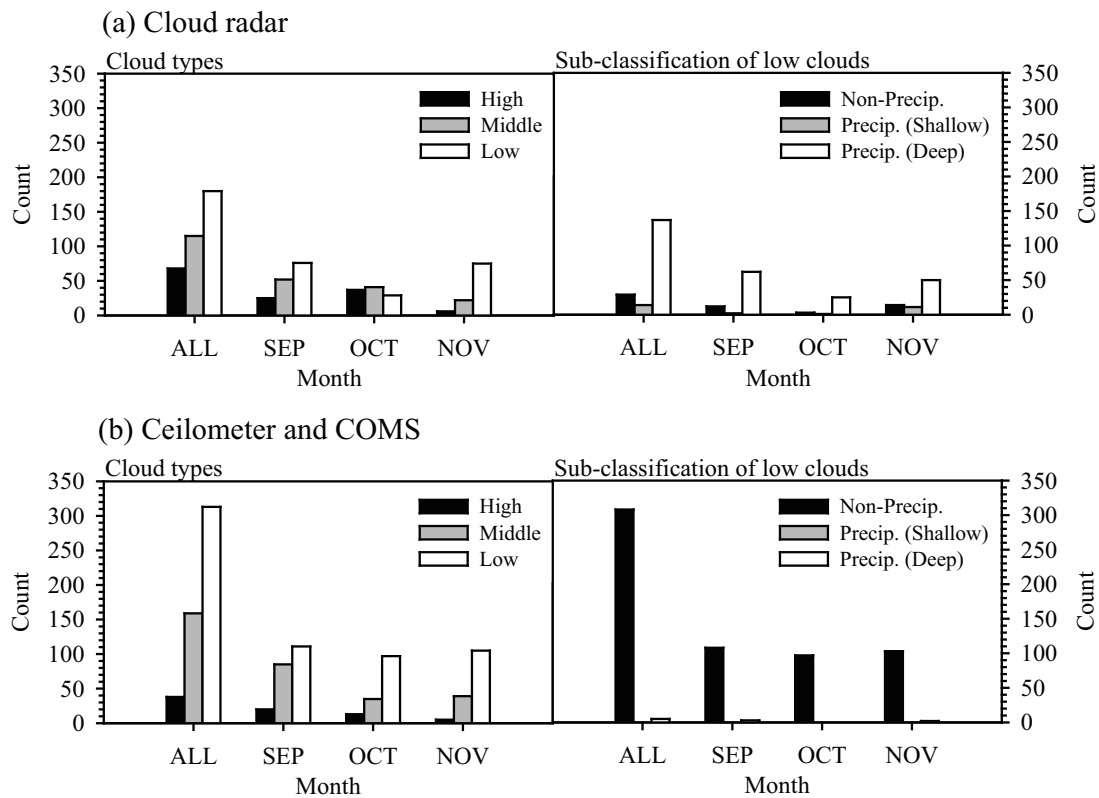 (a) Cloud radar
Cloud types
Sub-classification of low clouds
350
300
250
200
150
100
50
0
Count
High
Middle
Low
ALL SEP OCT NOV
Month
Non-Precip.
Precip. (Shallow)
Precip. (Deep)
350
300
250
200
150
100
50
0
Count
ALL SEP OCT NOV
Month
(b) Ceilometer and COMS
Cloud types
Sub-classification of low clouds
350
300
250
200
150
100
50
0
Count
High
Middle
Low
ALL SEP OCT NOV
Month
Non-Precip.
Precip. (Shallow)
Precip. (Deep)
350
300
250
200
150
100
50
0
Count
ALL SEP OCT NOV
Month